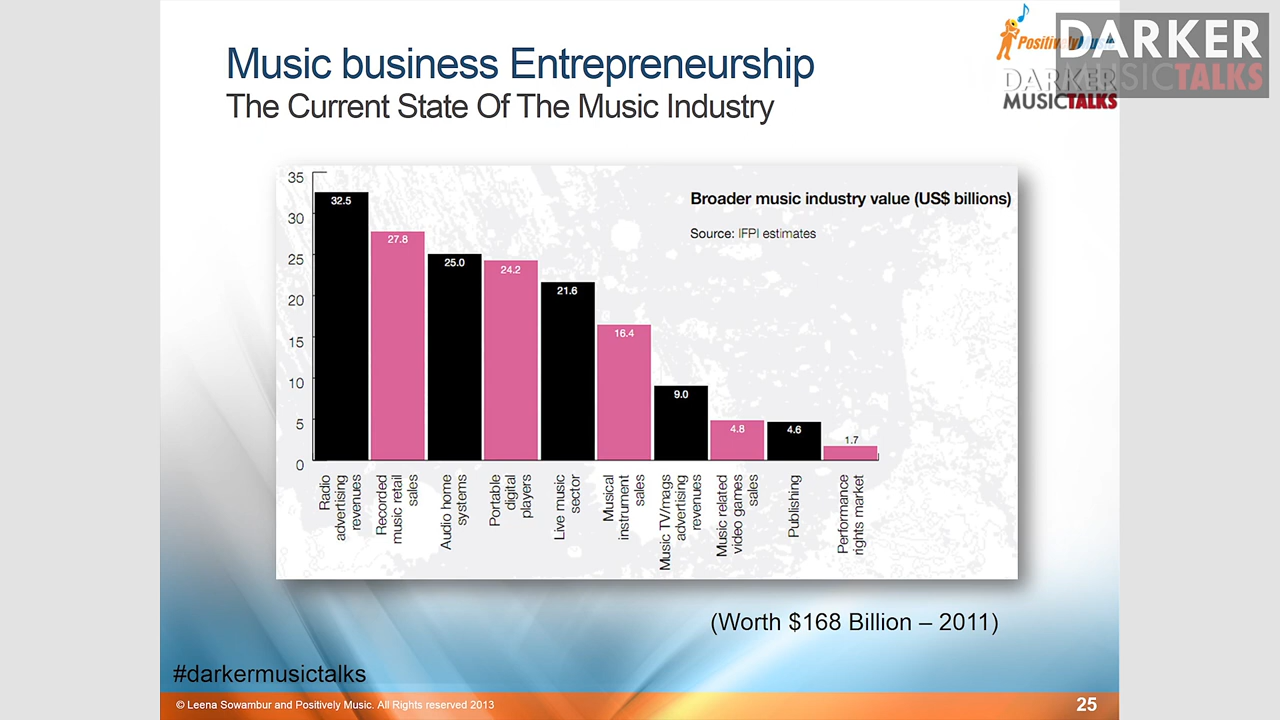 Music business Entrepreneurship
The Current State Of The Music Industry
DARKER
MUSICTALKS
DARKER
MUSICTALKS
Broader music industry value (US$ billions)
Source: IFPI estimates
35
30
25
20
15
10
5
0
32.5
27.8
25.0
24.2
21.6
16.4
9.0
4.8
4.6
1.7
Radio
advertising
revenues
Recorded
music retail
sales
Audio home
systems
Portable
digital
players
Live music
sector
Musical
instrument
sales
Music TV/mags
advertising
revenues
Music related
video games
sales
Publishing
Performance
rights market
(Worth $168 Billion – 2011)
#darkermusictalks
© Leena Sowambur and Positively Music. All Rights reserved 2013
25